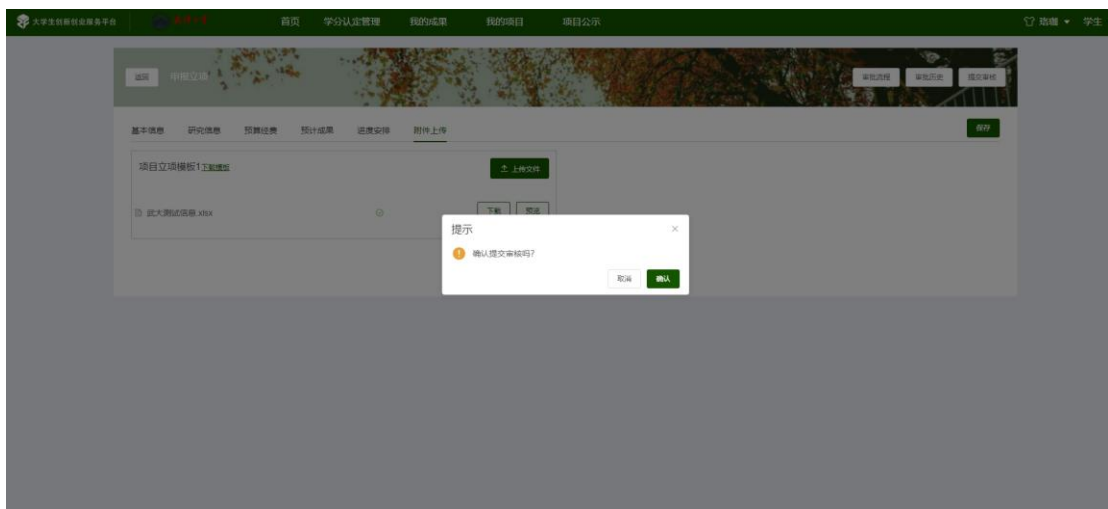 大学生创新创业服务平台
首页 学分认定管理 我的成果 我的项目 项目公示
学生
返回 申报立项
审批流程 审批历史 提交审核
基本信息 研究信息 预算经费 预计成果 进度安排 附件上传
保存
项目立项模板1下载模板
上传文件
武大测试信息.xlsx
下载 预览
提示
确认提交审核吗?
取消 确认